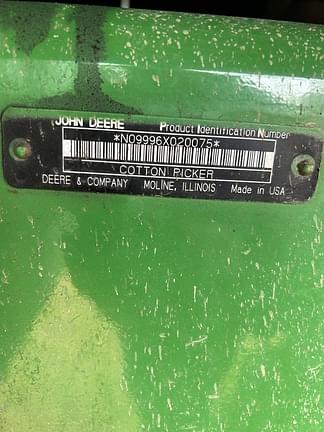 JOHN DEERE Product Identification Number
*N09996X020075*
COTTON PICKER
DEERE & COMPANY MOLINE, ILLINOIS Made in USA